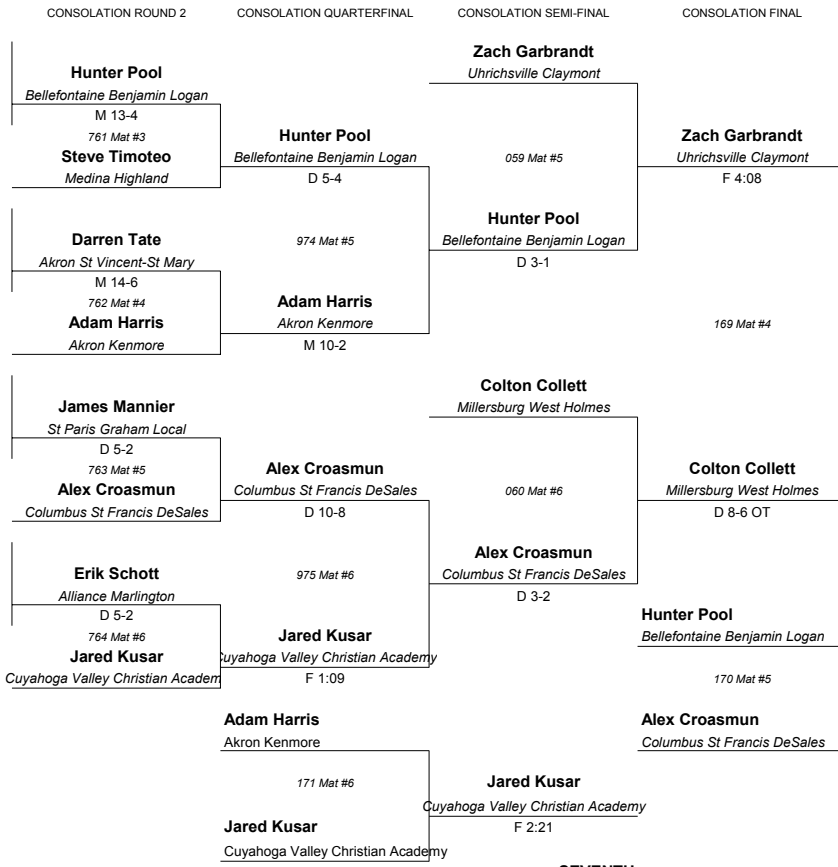 CONSOLATION ROUND 2
CONSOLATION QUARTERFINAL
CONSOLATION SEMI-FINAL
CONSOLATION FINAL
Hunter Pool
Bellefontaine Benjamin Logan
M 13-4
761 Mat #3
Steve Timoteo
Medina Highland
Darren Tate
Akron St Vincent-St Mary
M 14-6
762 Mat #4
Adam Harris
Akron Kenmore
James Mannier
St Paris Graham Local
D 5-2
763 Mat #5
Alex Croasmun
Columbus St Francis DeSales
Erik Schott
Alliance Marlington
D 5-2
764 Mat #6
Jared Kusar
Cuyahoga Valley Christian Academ
Hunter Pool
Bellefontaine Benjamin Logan
D 5-4
974 Mat #5
Adam Harris
Akron Kenmore
M 10-2
Alex Croasmun
Columbus St Francis DeSales
D 10-8
975 Mat #6
Jared Kusar
Cuyahoga Valley Christian Academy
F 1:09
Zach Garbrandt
Uhrichsville Claymont
059 Mat #5
Hunter Pool
Bellefontaine Benjamin Logan
D 3-1
Colton Collett
Millersburg West Holmes
060 Mat #6
Alex Croasmun
Columbus St Francis DeSales
D 3-2
Zach Garbrandt
Uhrichsville Claymont
F 4:08
169 Mat #4
Colton Collett
Millersburg West Holmes
D 8-6 OT
Hunter Pool
Bellefontaine Benjamin Logan
170 Mat #5
Alex Croasmun
Columbus St Francis DeSales
Adam Harris
Akron Kenmore
171 Mat #6
Jared Kusar
Cuyahoga Valley Christian Academy
Jared Kusar
Cuyahoga Valley Christian Academy
F 2:21
SEVENTH